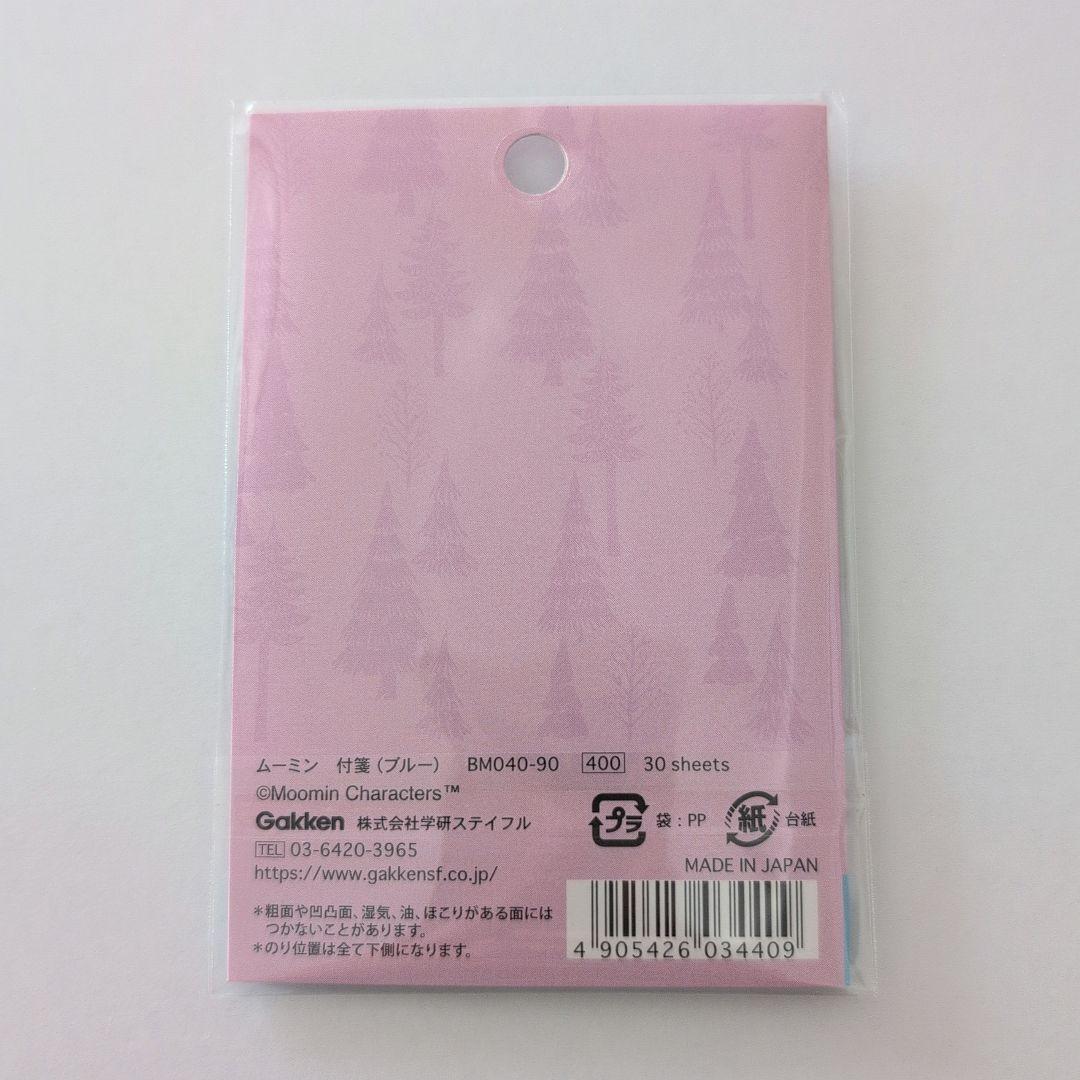 ムーミン 付箋（ブルー） BM040-90 400 30 sheets
©Moomin Characters™
Gakken 株式会社学研ステイフル
TEL 03-6420-3965
https://www.gakkensf.co.jp/
＊粗面や凹凸面、湿気、油、ほこりがある面には
つかないことがあります。
＊のり位置は全て下側になります。
プラ 袋：PP 紙 台紙
MADE IN JAPAN
4 905426 034409